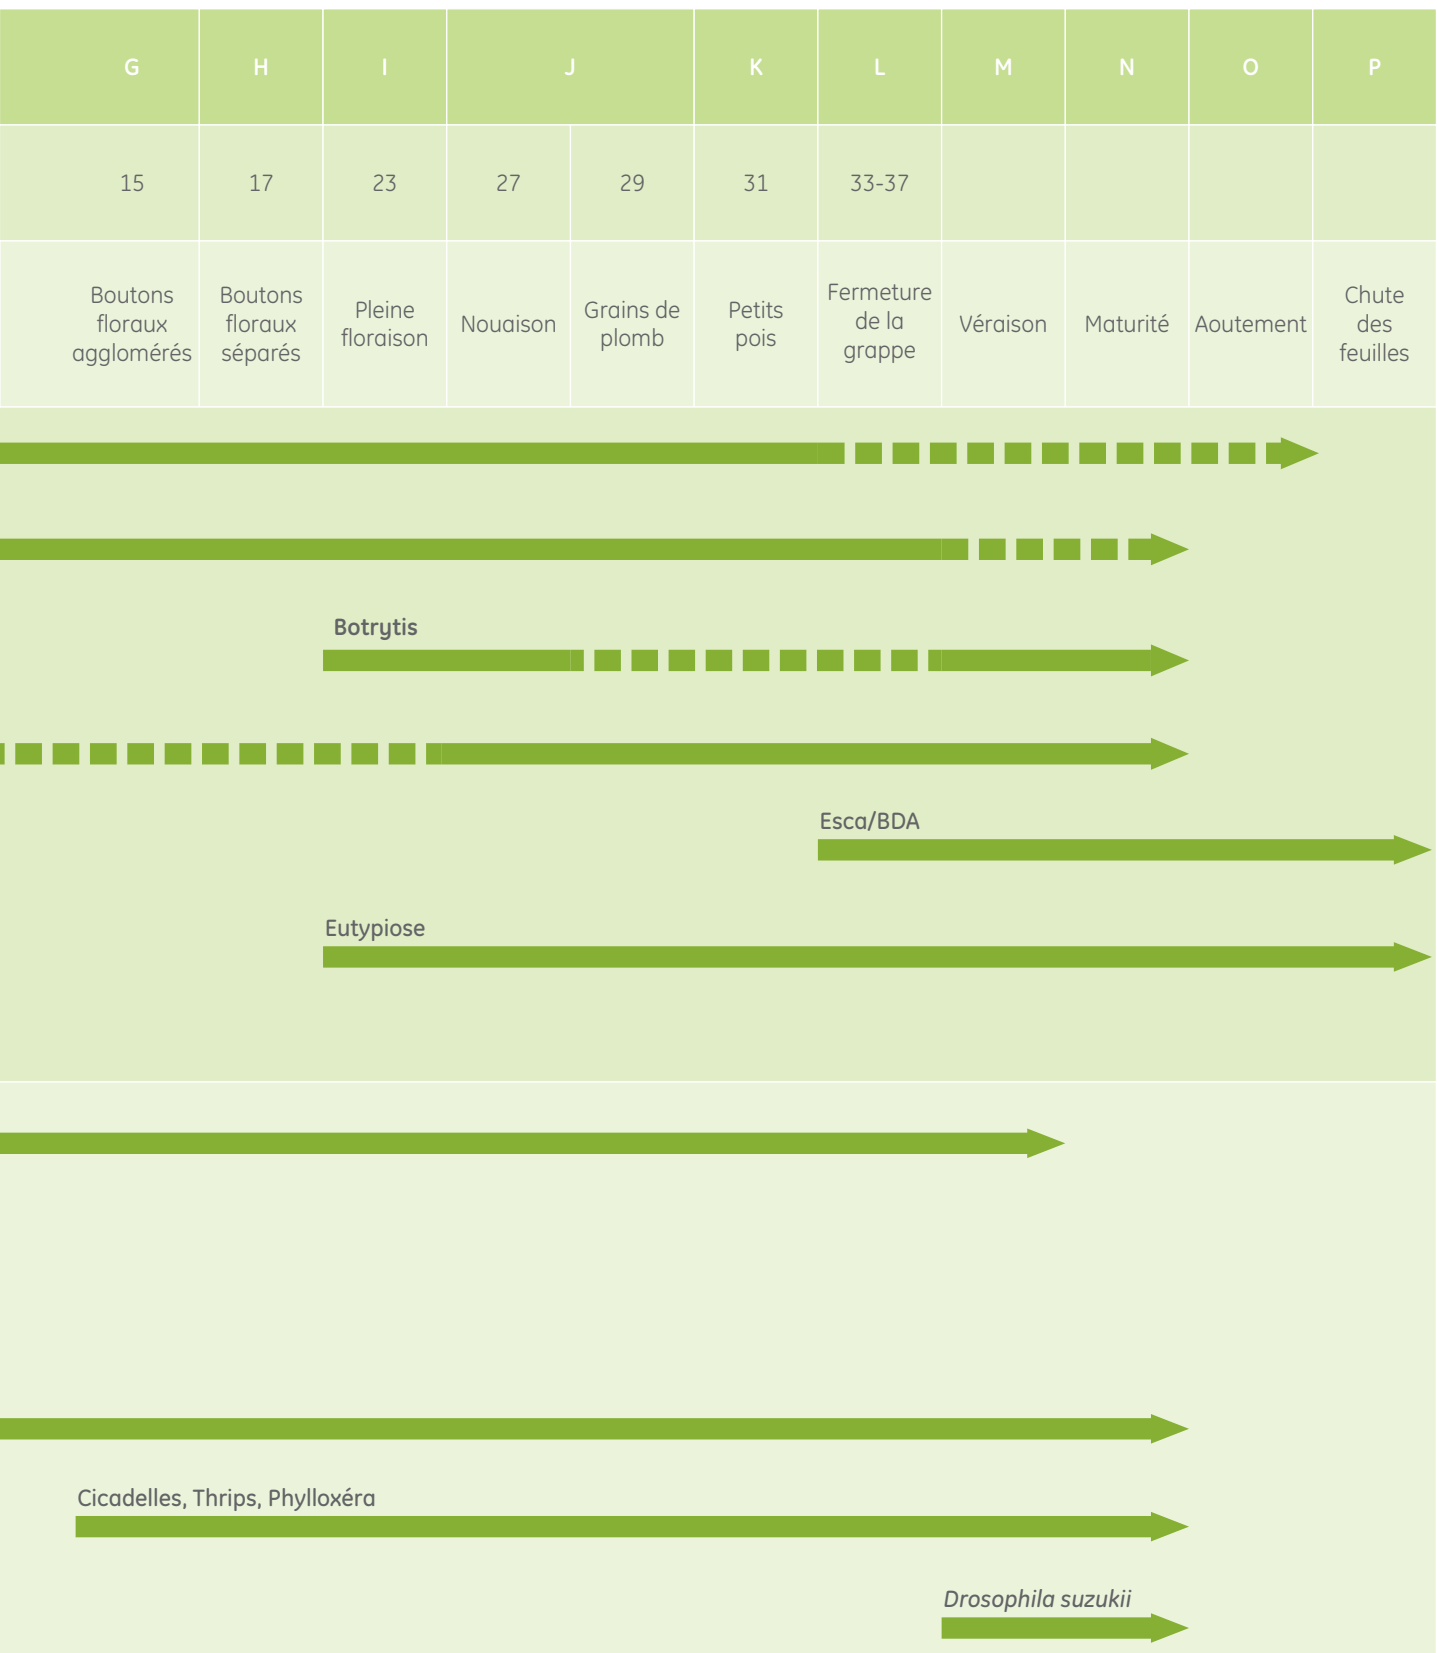 G H I J K L M N O P
15 17 23 27 29 31 33-37
Boutons
floraux
agglomérés
Boutons
floraux
séparés
Pleine
floraison
Nouaison
Grains de
plomb
Petits
pois
Fermeture
de la
grappe
Véraison
Maturité
Aoutement
Chute
des
feuilles
Botrytis
Esca/BDA
Eutypiose
Cicadelles, Thrips, Phylloxéra
Drosophila suzukii